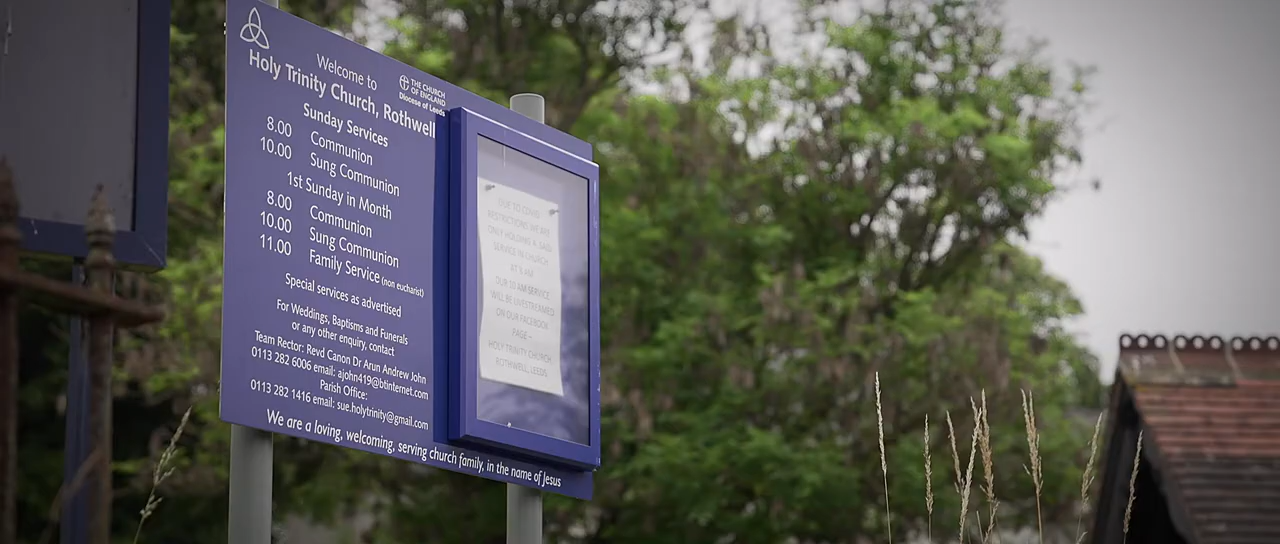 Welcome to
THE CHURCH
OF ENGLAND
Diocese of Leeds
Holy Trinity Church, Rothwell
Sunday Services
8.00 Communion
10.00 Sung Communion
1st Sunday in Month
8.00 Communion
10.00 Sung Communion
11.00 Family Service (non eucharist)
Special services as advertised
For Weddings, Baptisms and Funerals
or any other enquiry, contact
Team Rector: Revd Canon Dr Arun Andrew John
0113 282 6006 email: ajohn419@btinternet.com
Parish Office:
0113 282 1416 email: sue.holytrinity@gmail.com
We are a loving, welcoming, serving church family, in the name of Jesus
DUE TO COVID
RESTRICTIONS WE ARE
ONLY HOLDING A SAID
SERVICE IN CHURCH
AT 8 AM
OUR 10 AM SERVICE
WILL BE LIVESTREAMED
ON OUR FACEBOOK
PAGE –
HOLY TRINITY CHURCH
ROTHWELL, LEEDS.